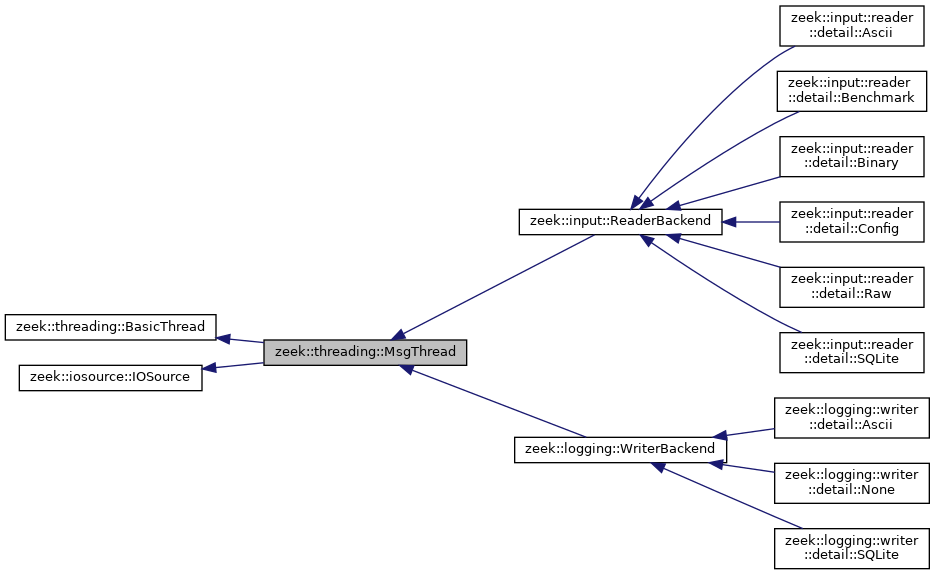 zeek::input::reader
::detail::Ascii
zeek::input::reader
::detail::Benchmark
zeek::input::reader
::detail::Binary
zeek::input::ReaderBackend
zeek::input::reader
::detail::Config
zeek::input::reader
::detail::Raw
zeek::threading::BasicThread
zeek::threading::MsgThread
zeek::input::reader
::detail::SQLite
zeek::iosource::IOSource
zeek::logging::writer
::detail::Ascii
zeek::logging::WriterBackend
zeek::logging::writer
::detail::None
zeek::logging::writer
::detail::SQLite